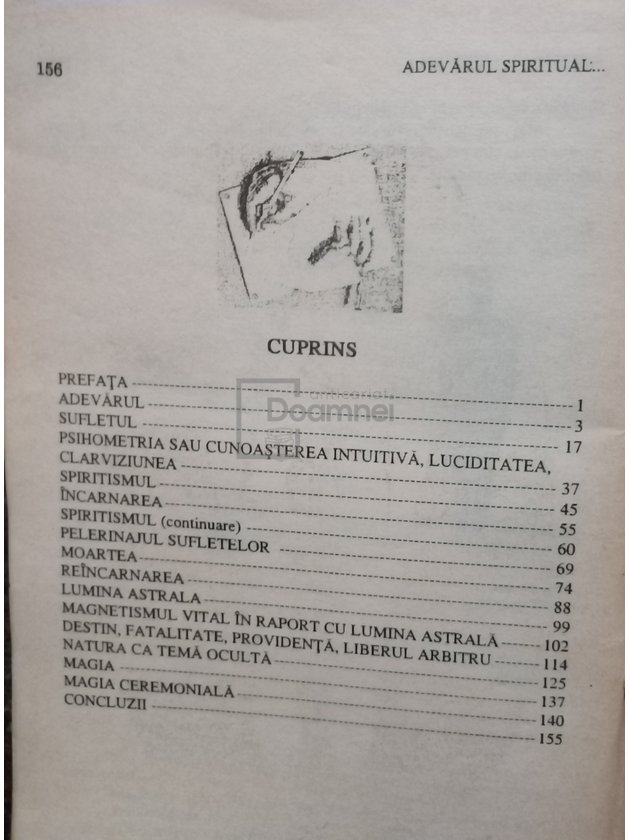 156
ADEVĂRUL SPIRITUAL...
CUPRINS
PREFAȚA ---------- 1
ADEVĂRUL ---------- 3
SUFLETUL ---------- 17
PSIHOMETRIA SAU CUNOAȘTEREA INTUITIVĂ, LUCIDITATEA,
CLARVIZIUNEA ---------- 37
SPIRITISMUL ---------- 45
ÎNCARNAREA ---------- 55
SPIRITISMUL (continuare) ---------- 60
PELERINAJUL SUFLETELOR ---------- 69
MOARTEA ---------- 74
REÎNCARNAREA ---------- 88
LUMINA ASTRALA ---------- 99
MAGNETISMUL VITAL ÎN RAPORT CU LUMINA ASTRALĂ ------ 102
DESTIN, FATALITATE, PROVIDENȚĂ, LIBERUL ARBITRU ------ 114
NATURA CA TEMĂ OCULTĂ ---------- 125
MAGIA ---------- 137
MAGIA CEREMONIALĂ ---------- 140
CONCLUZII ---------- 155
anticariat
Doamnei